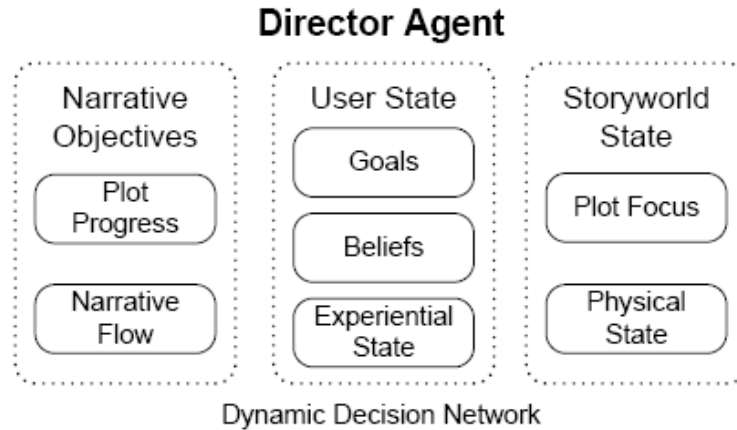 Director Agent
Narrative
Objectives
Plot
Progress
Narrative
Flow
User State
Goals
Beliefs
Experiential
State
Storyworld
State
Plot Focus
Physical
State
Dynamic Decision Network